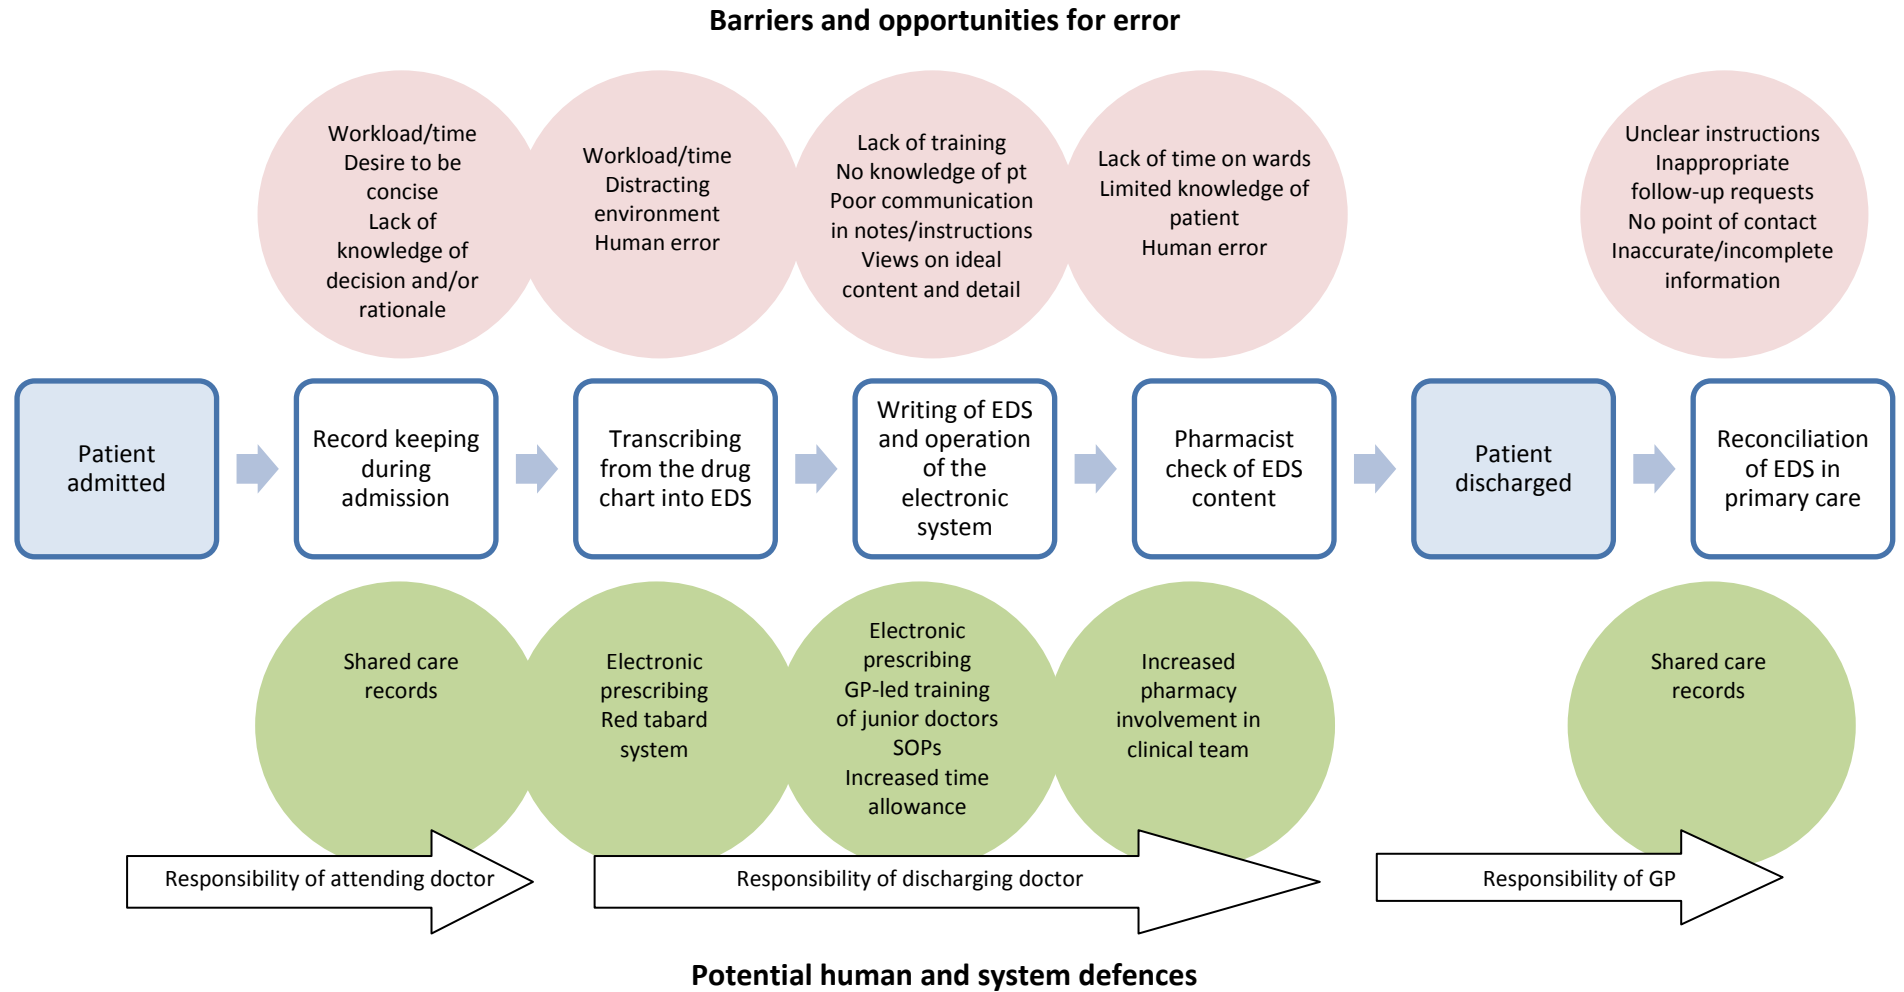 Barriers and opportunities for error
Workload/time
Desire to be
concise
Lack of
knowledge of
decision and/or
rationale
Workload/time
Distracting
environment
Human error
Lack of training
No knowledge of pt
Poor communication
in notes/instructions
Views on ideal
content and detail
Lack of time on wards
Limited knowledge of
patient
Human error
Unclear instructions
Inappropriate
follow-up requests
No point of contact
Inaccurate/incomplete
information
Patient
admitted
Record keeping
during
admission
Transcribing
from the drug
chart into EDS
Writing of EDS
and operation
of the
electronic
system
Pharmacist
check of EDS
content
Patient
discharged
Reconciliation
of EDS in
primary care
Shared care
records
Electronic
prescribing
Red tabard
system
Electronic
prescribing
GP-led training
of junior doctors
SOPs
Increased time
allowance
Increased
pharmacy
involvement in
clinical team
Shared care
records
Responsibility of attending doctor
Responsibility of discharging doctor
Responsibility of GP
Potential human and system defences